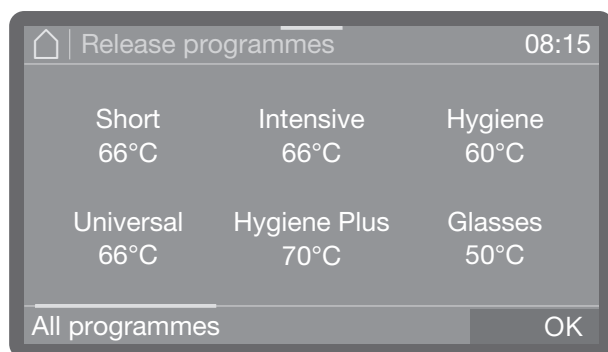 Release programmes 08:15
Short Intensive Hygiene
66°C 66°C 60°C
Universal Hygiene Plus Glasses
66°C 70°C 50°C
All programmes OK